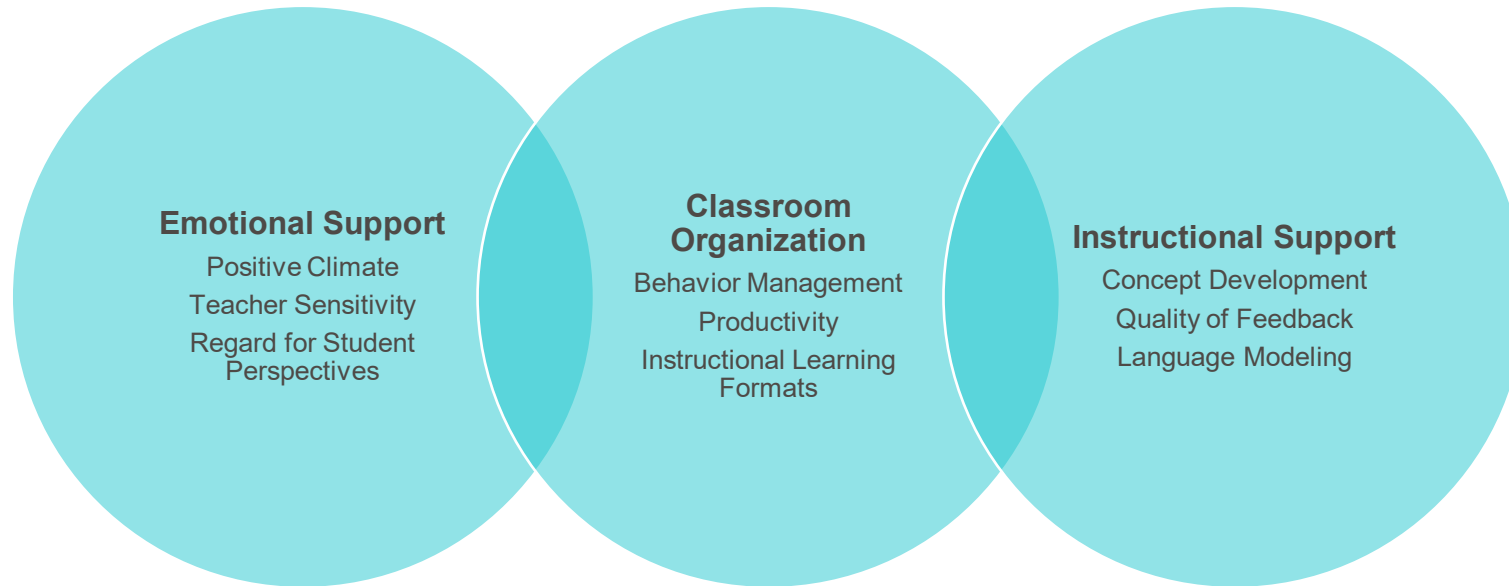 Emotional Support
Positive Climate
Teacher Sensitivity
Regard for Student
Perspectives
Classroom
Organization
Behavior Management
Productivity
Instructional Learning
Formats
Instructional Support
Concept Development
Quality of Feedback
Language Modeling